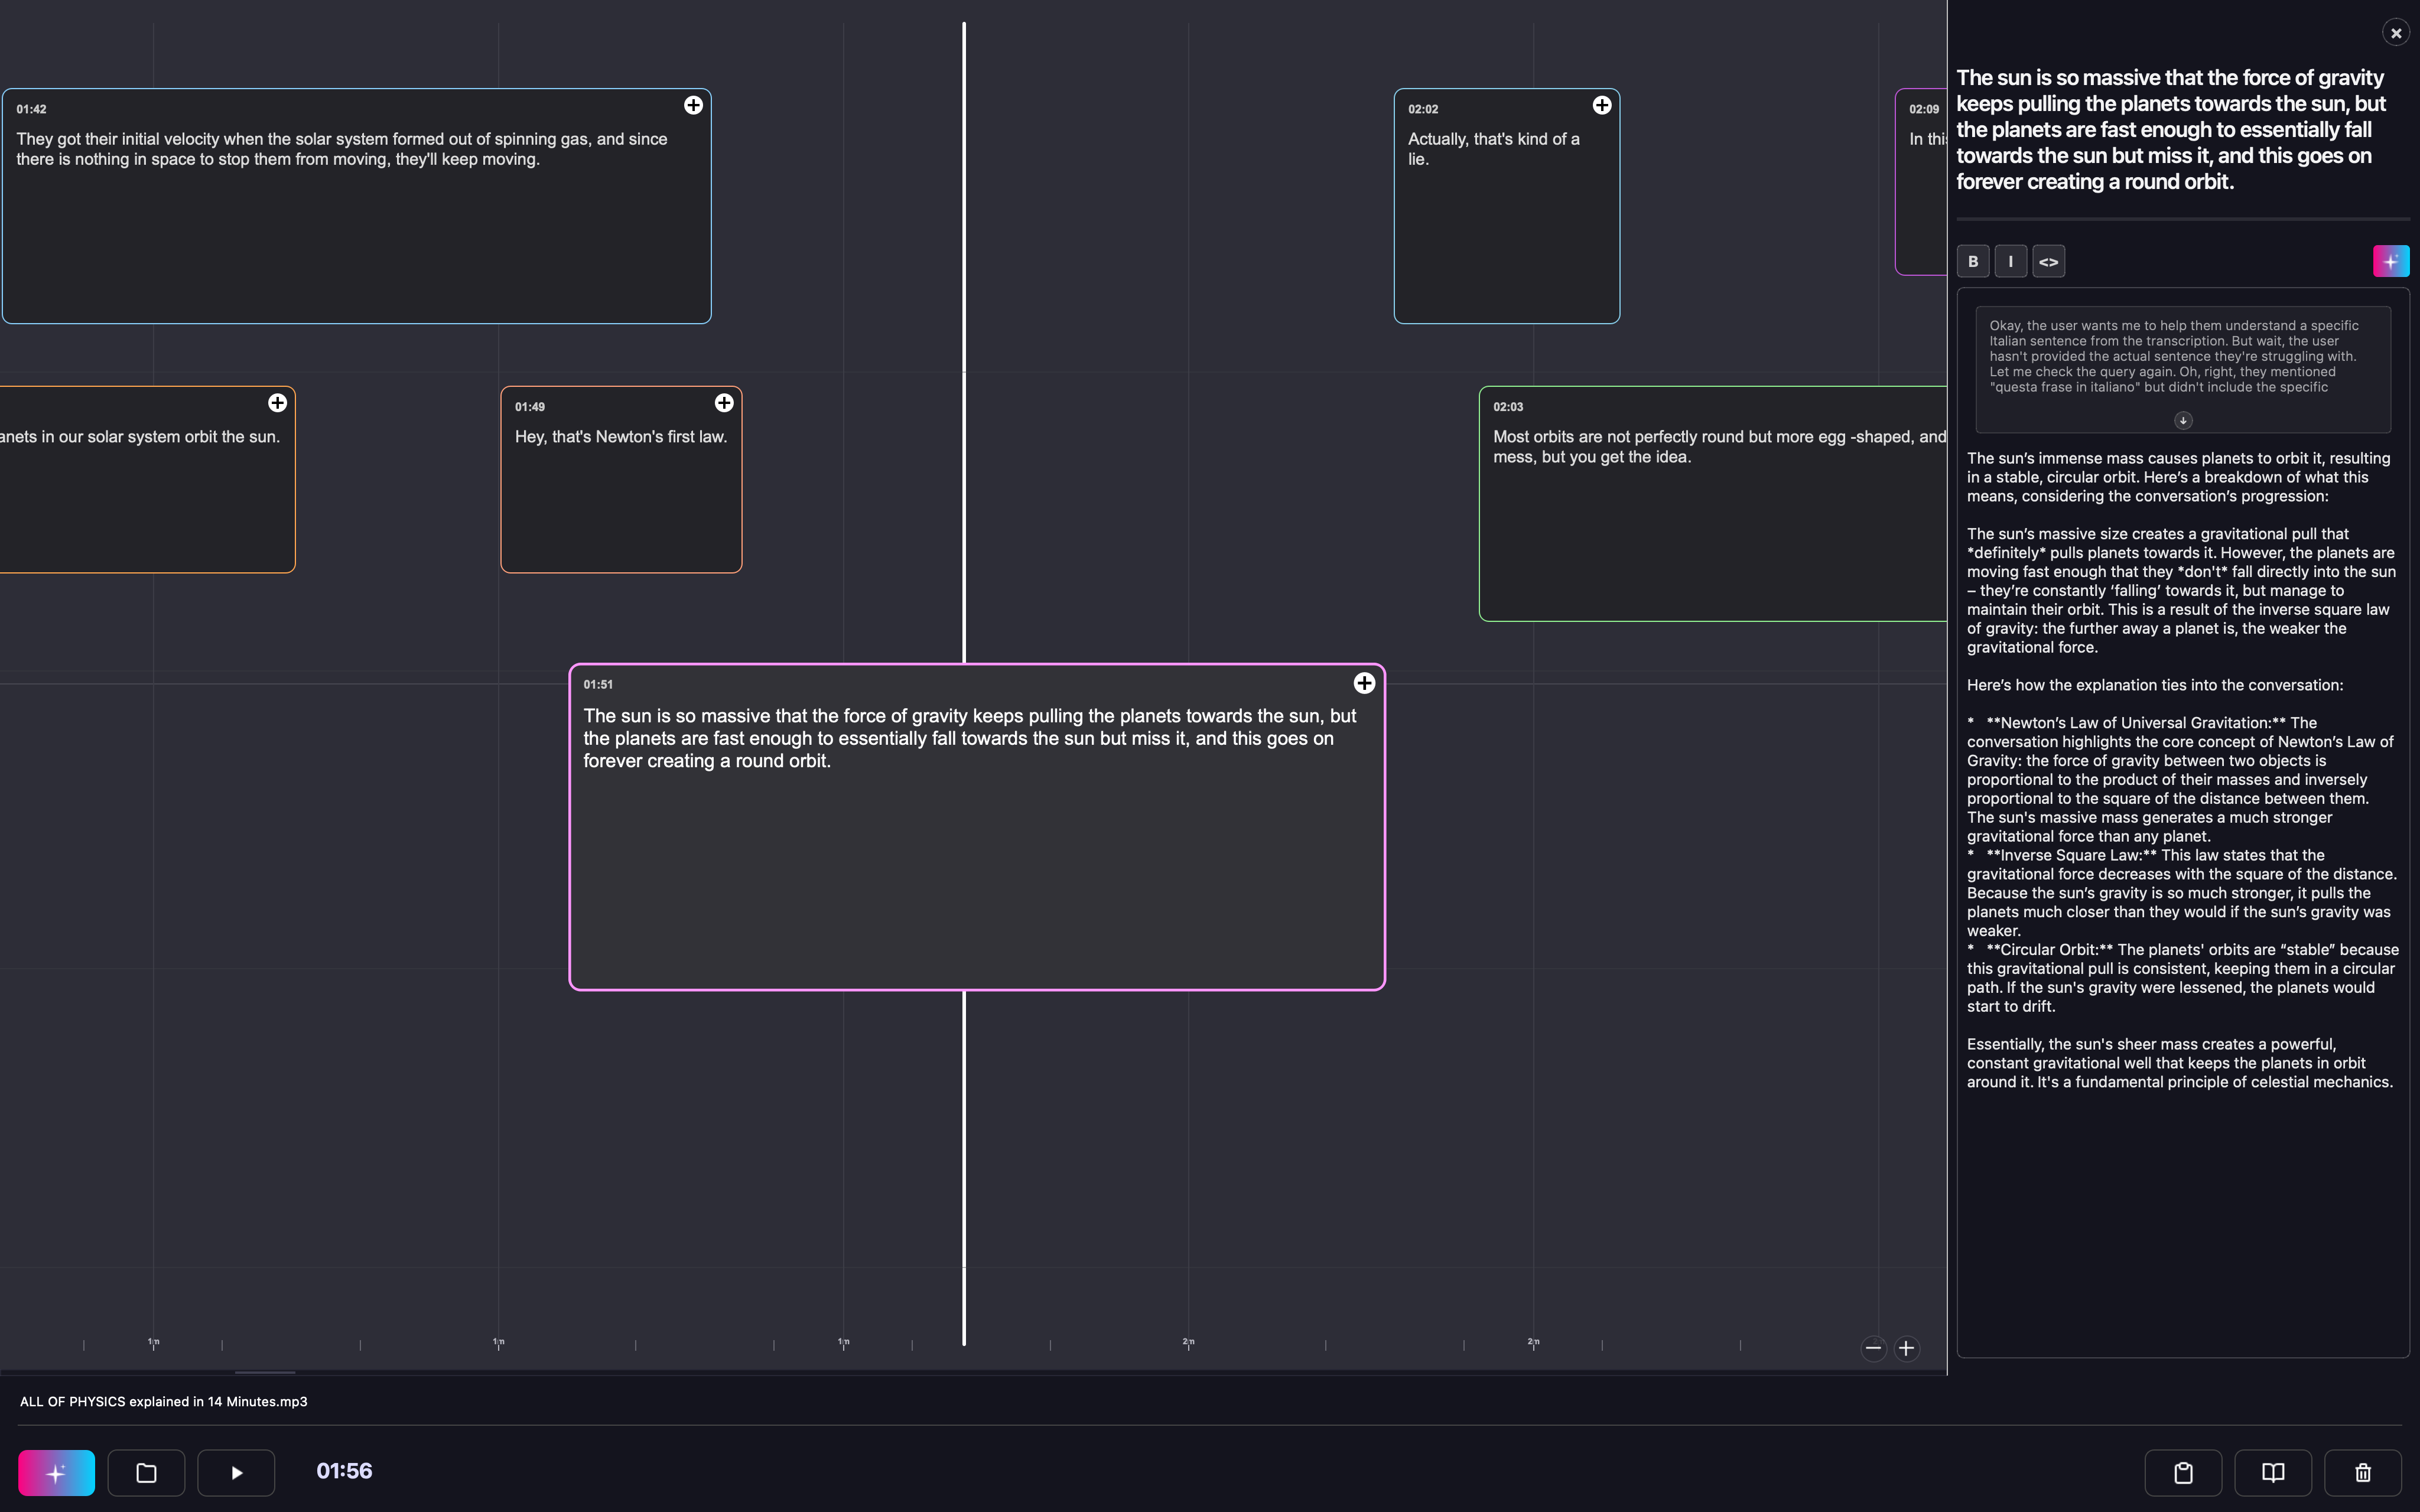 01:42
They got their initial velocity when the solar system formed out of spinning gas, and since
there is nothing in space to stop them from moving, they'll keep moving.
02:02
Actually, that's kind of a
lie.
02:09
In this
anets in our solar system orbit the sun.
01:49
Hey, that's Newton's first law.
02:03
Most orbits are not perfectly round but more egg -shaped, and
mess, but you get the idea.
01:51
The sun is so massive that the force of gravity keeps pulling the planets towards the sun, but
the planets are fast enough to essentially fall towards the sun but miss it, and this goes on
forever creating a round orbit.
1m
1m
1m
2m
2m
The sun is so massive that the force of gravity
keeps pulling the planets towards the sun, but
the planets are fast enough to essentially fall
towards the sun but miss it, and this goes on
forever creating a round orbit.
B I <>
Okay, the user wants me to help them understand a specific
Italian sentence from the transcription. But wait, the user
hasn't provided the actual sentence they're struggling with.
Let me check the query again. Oh, right, they mentioned
"questa frase in italiano" but didn't include the specific
The sun's immense mass causes planets to orbit it, resulting
in a stable, circular orbit. Here's a breakdown of what this
means, considering the conversation's progression:
The sun's massive size creates a gravitational pull that
*definitely* pulls planets towards it. However, the planets are
moving fast enough that they *don't* fall directly into the sun
– they're constantly 'falling' towards it, but manage to
maintain their orbit. This is a result of the inverse square law
of gravity: the further away a planet is, the weaker the
gravitational force.
Here's how the explanation ties into the conversation:
* **Newton's Law of Universal Gravitation:** The
conversation highlights the core concept of Newton's Law of
Gravity: the force of gravity between two objects is
proportional to the product of their masses and inversely
proportional to the square of the distance between them.
The sun's massive mass generates a much stronger
gravitational force than any planet.
* **Inverse Square Law:** This law states that the
gravitational force decreases with the square of the distance.
Because the sun's gravity is so much stronger, it pulls the
planets much closer than they would if the sun's gravity was
weaker.
* **Circular Orbit:** The planets' orbits are "stable" because
this gravitational pull is consistent, keeping them in a circular
path. If the sun's gravity were lessened, the planets would
start to drift.
Essentially, the sun's sheer mass creates a powerful,
constant gravitational well that keeps the planets in orbit
around it. It's a fundamental principle of celestial mechanics.
ALL OF PHYSICS explained in 14 Minutes.mp3
01:56